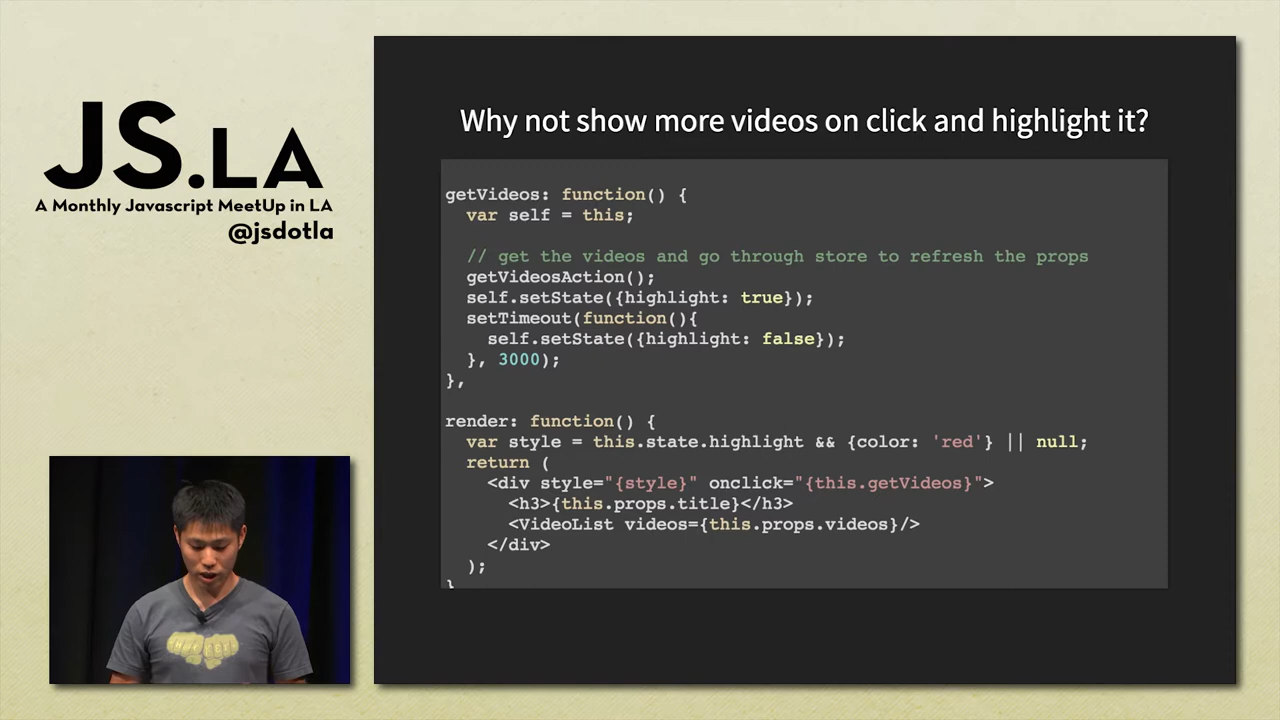 JS.LA
A Monthly Javascript MeetUp in LA
@jsdotla
Why not show more videos on click and highlight it?
getVideos: function() {
  var self = this;
  // get the videos and go through store to refresh the props
  getVideosAction();
  self.setState({highlight: true});
  setTimeout(function(){
    self.setState({highlight: false});
  }, 3000);
},
render: function() {
  var style = this.state.highlight && {color: 'red'} || null;
  return (
    <div style="{style}" onclick="{this.getVideos}">
      <h3>{this.props.title}</h3>
      <VideoList videos={this.props.videos}/>
    </div>
  );
}